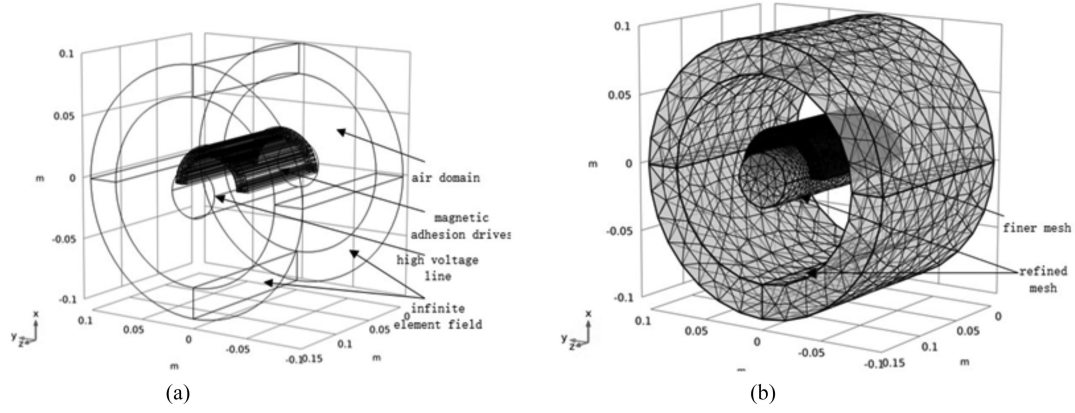 0.1
0.05
m
0
-0.05
-0.1
air domain
magnetic
adhesion drives
high voltage
line
infinite
element field
0.1
0.05
0
-0.05
-0.1
m
0
0.05
0.1
0.15
m
x
y
z
(a)
0.1
0.05
m
0
-0.05
-0.1
finer mesh
refined
mesh
0.1
0.05
0
-0.05
-0.1
m
0
0.05
0.1
0.15
m
x
y
z
(b)